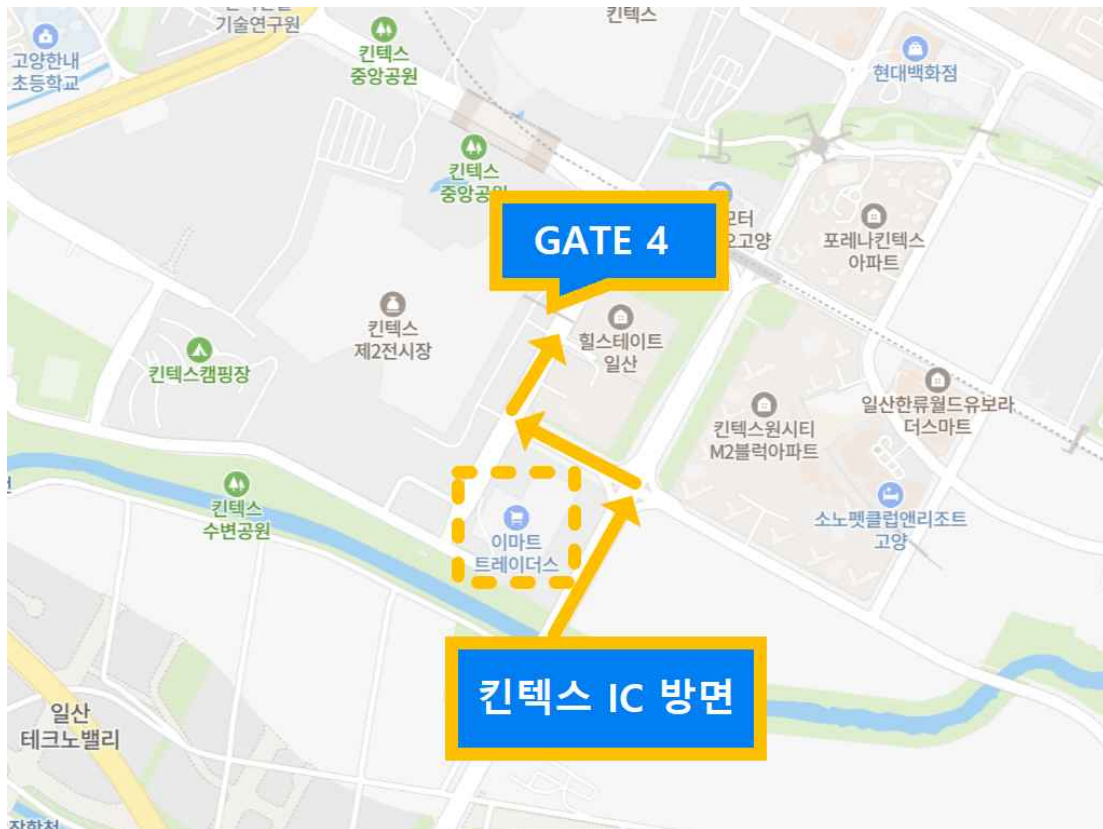 기술연구원
킨텍스
고양한내
초등학교
킨텍스
중앙공원
현대백화점
킨텍스
중앙공
GATE 4
모터
오고양
포레나킨텍스
아파트
킨텍스
제2전시장
힐스테이트
일산
킨텍스캠핑장
일산한류월드유보라
더스마트
킨텍스원시티
M2블럭아파트
킨텍스
수변공원
이마트
트레이더스
소노펫클럽앤리조트
고양
킨텍스 IC 방면
일산
테크노밸리